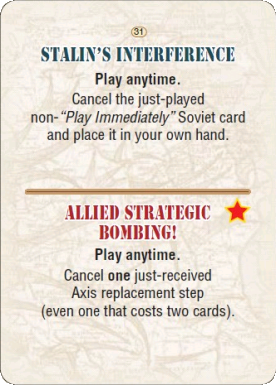 31
STALIN'S INTERFERENCE
Play anytime.
Cancel the just-played
non-“Play Immediately” Soviet card
and place it in your own hand.
ALLIED STRATEGIC
BOMBING!
Play anytime.
Cancel one just-received
Axis replacement step
(even one that costs two cards).